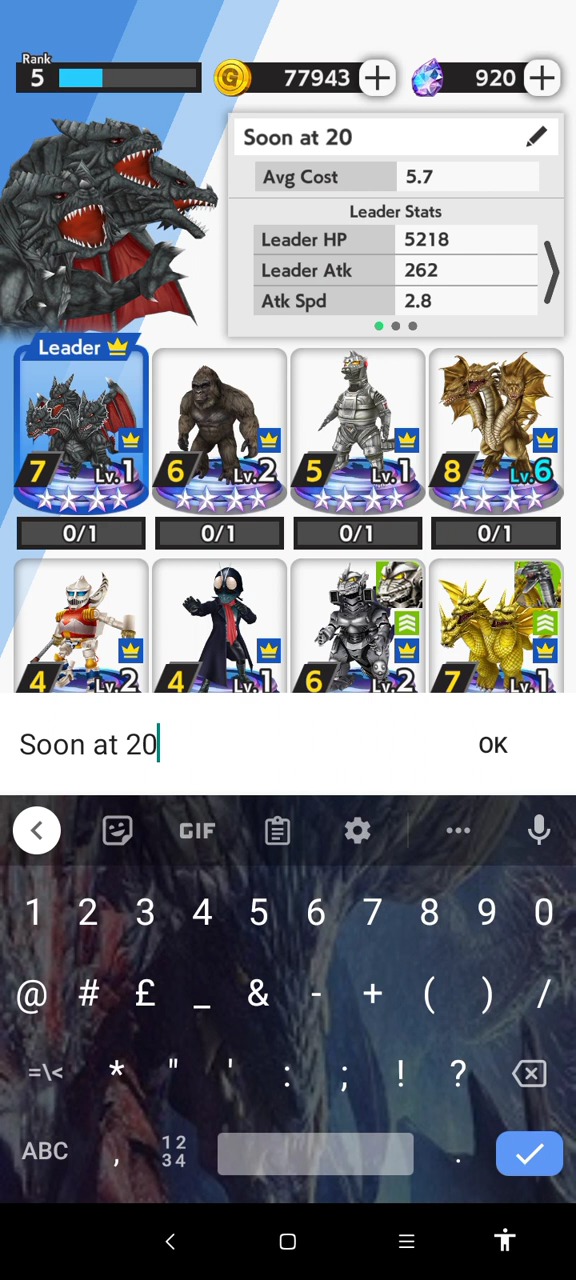 Rank
5
G 77943 + 920 +
Soon at 20
Avg Cost 5.7
Leader Stats
Leader HP 5218
Leader Atk 262
Atk Spd 2.8
Leader
7 Lv.1 6 Lv.2 5 Lv.1 8 Lv.6
0/1 0/1 0/1 0/1
4 Lv.2 4 Lv.1 6 Lv.2 7 Lv.1
Soon at 20 OK
GIF
1 2 3 4 5 6 7 8 9 0
@ # £ _ & - + ( ) /
=\< * " ' : ; ! ?
ABC , 12 .
34